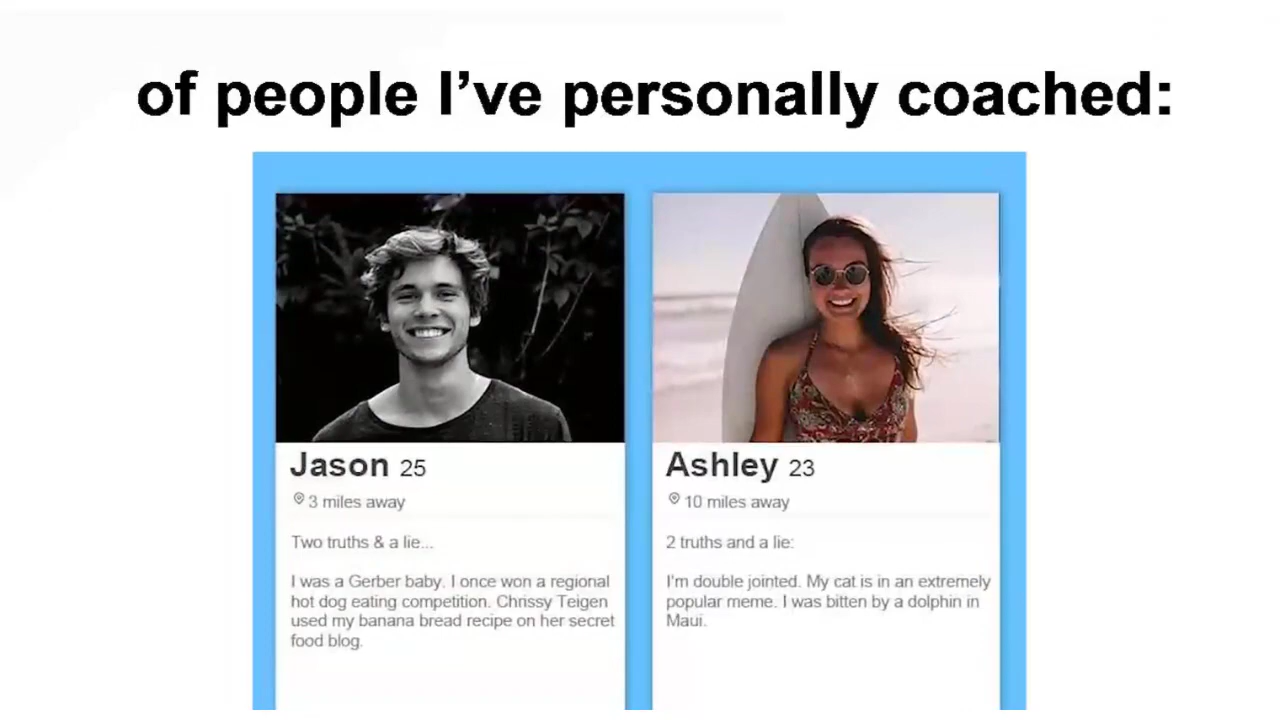 of people I’ve personally coached:
Jason 25
3 miles away
Two truths & a lie...
I was a Gerber baby. I once won a regional
hot dog eating competition. Chrissy Teigen
used my banana bread recipe on her secret
food blog.
Ashley 23
10 miles away
2 truths and a lie:
I'm double jointed. My cat is in an extremely
popular meme. I was bitten by a dolphin in
Maui.